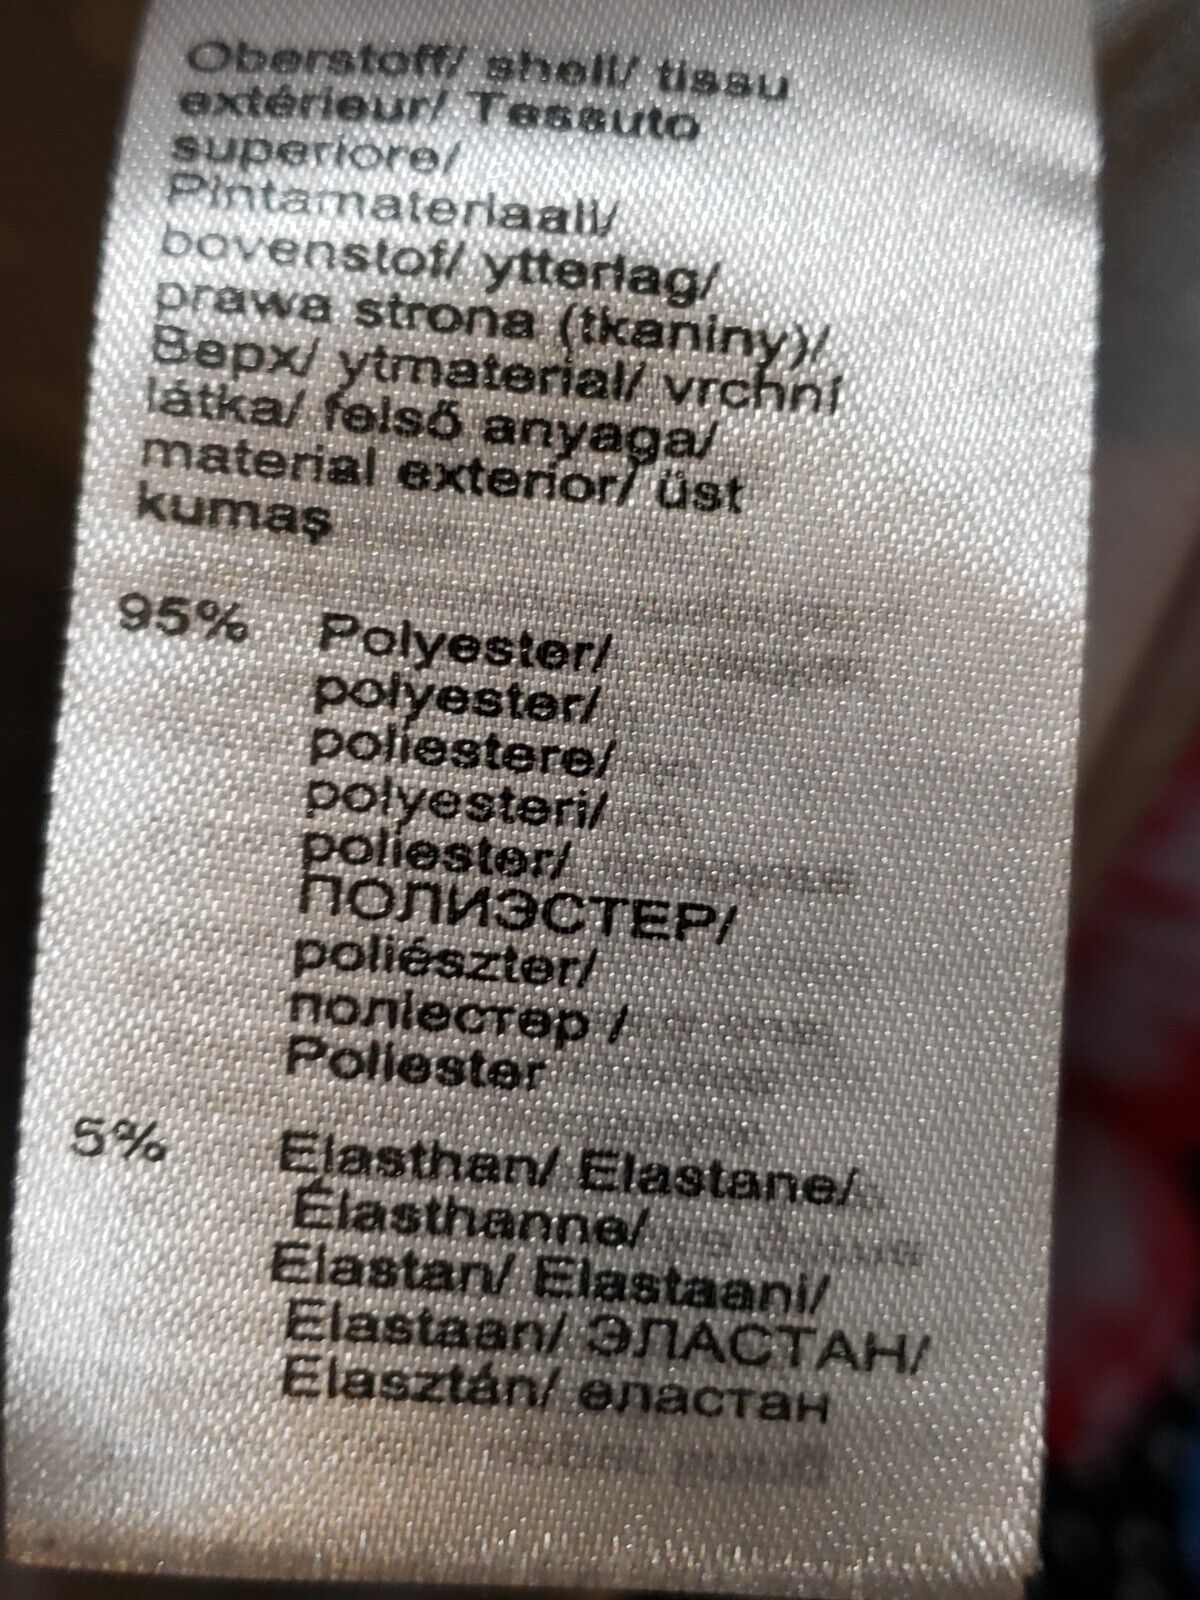 Oberstoff/ shell/ tissu
extérieur/ Tessuto
superiore/
Pintamateriaali/
bovenstof/ ytterlag/
prawa strona (tkaniny)/
Верх/ ytmaterial/ vrchní
látka/ felső anyaga/
material exterior/ üst
kumaş
95% Polyester/
polyester/
poliestere/
polyesteri/
poliester/
ПОЛИЭСТЕР/
poliészter/
поліестер /
Poliester
5% Elasthan/ Elastane/
Élasthanne/
Elastan/ Elastaani/
Elastaan/ ЭЛАСТАН/
Elasztán/ еластан